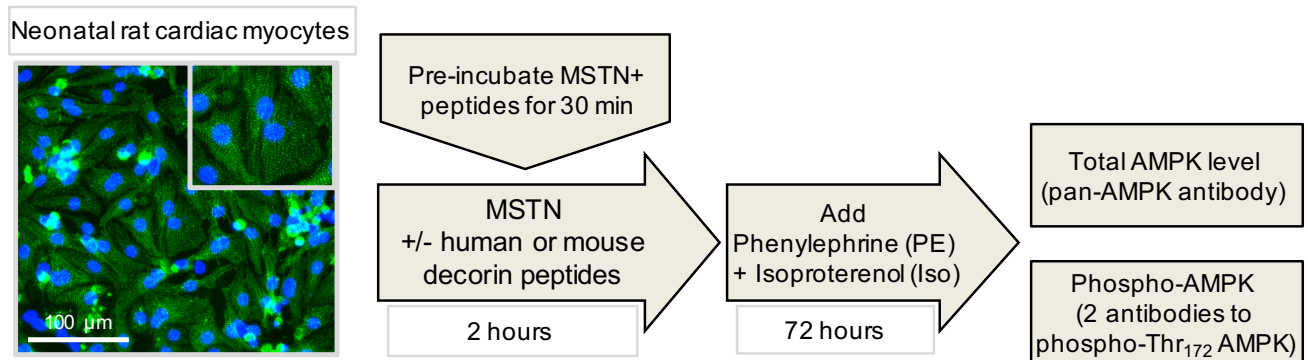 Neonatal rat cardiac myocytes
100 µm
Pre-incubate MSTN+
peptides for 30 min
MSTN
+/- human or mouse
decorin peptides
2 hours
Add
Phenylephrine (PE)
+ Isoproterenol (Iso)
72 hours
Total AMPK level
(pan-AMPK antibody)
Phospho-AMPK
(2 antibodies to
phospho-Thr₁₇₂ AMPK)